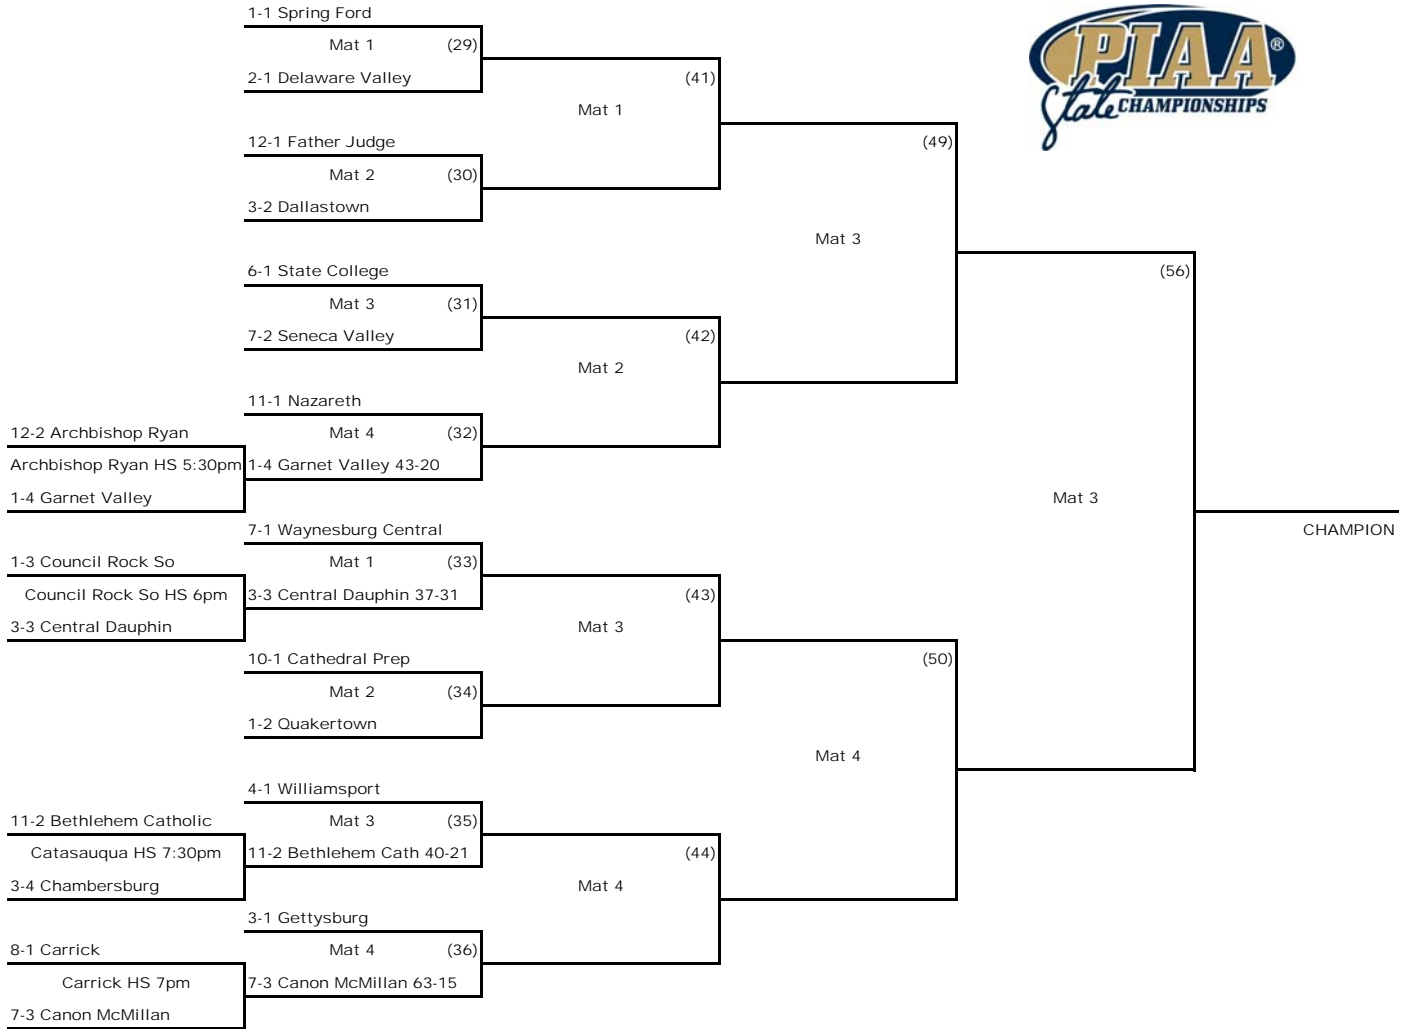 1-1 Spring Ford
Mat 1 (29)
2-1 Delaware Valley
(41)
Mat 1
12-1 Father Judge
Mat 2 (30)
3-2 Dallastown
(49)
Mat 3
6-1 State College
Mat 3 (31)
7-2 Seneca Valley
(42)
Mat 2
11-1 Nazareth
12-2 Archbishop Ryan
Mat 4 (32)
Archbishop Ryan HS 5:30pm
1-4 Garnet Valley 43-20
1-4 Garnet Valley
(56)
Mat 3
CHAMPION
7-1 Waynesburg Central
1-3 Council Rock So
Mat 1 (33)
Council Rock So HS 6pm
3-3 Central Dauphin 37-31
3-3 Central Dauphin
(43)
Mat 3
10-1 Cathedral Prep
Mat 2 (34)
1-2 Quakertown
(50)
Mat 4
4-1 Williamsport
11-2 Bethlehem Catholic
Mat 3 (35)
Catasauqua HS 7:30pm
11-2 Bethlehem Cath 40-21
3-4 Chambersburg
(44)
Mat 4
3-1 Gettysburg
8-1 Carrick
Mat 4 (36)
Carrick HS 7pm
7-3 Canon McMillan 63-15
7-3 Canon McMillan
PIAA®
State CHAMPIONSHIPS